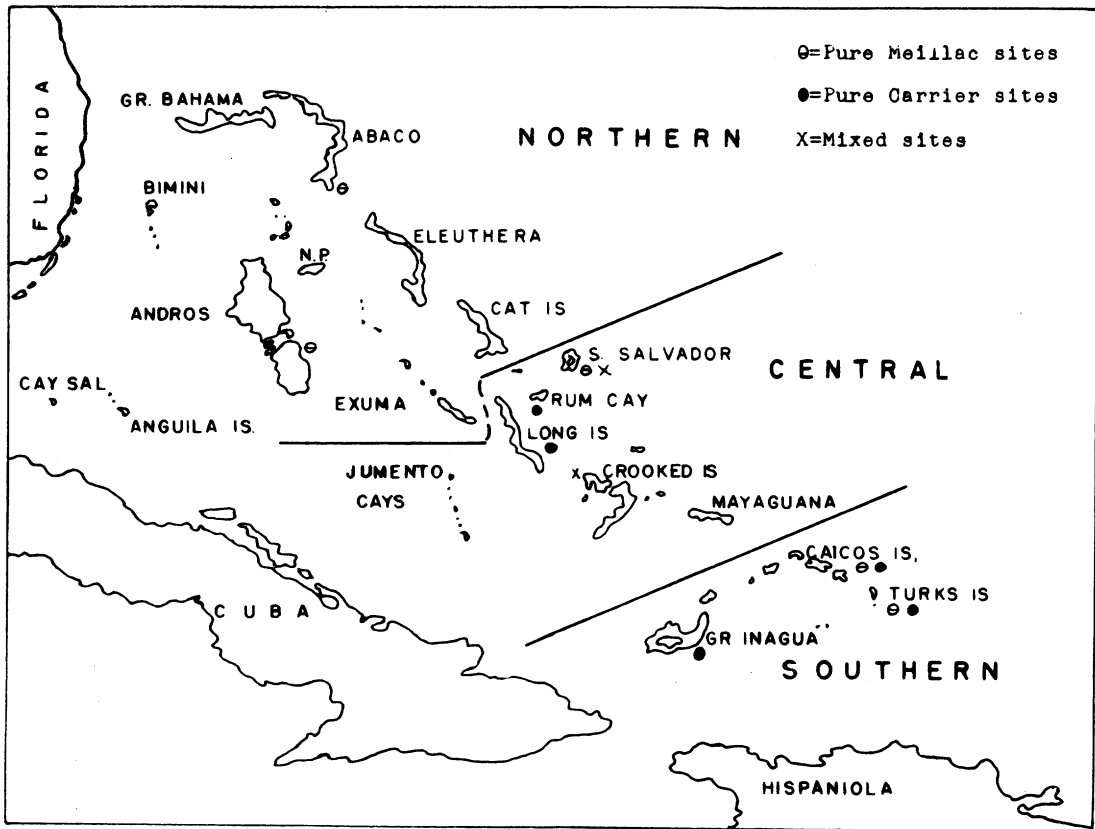 ⊖=Pure Meillac sites
●=Pure Carrier sites
X=Mixed sites
FLORIDA
GR. BAHAMA
ABACO
NORTHERN
BIMINI
ELEUTHERA
N.P.
ANDROS
CAT IS
S. SALVADOR
X
CENTRAL
CAY SAL
EXUMA
RUM CAY
ANGUILA IS.
LONG IS
JUMENTO
CAYS
X
CROOKED IS
MAYAGUANA
CAICOS IS,
TURKS IS
CUBA
GR INAGUA
SOUTHERN
HISPANIOLA